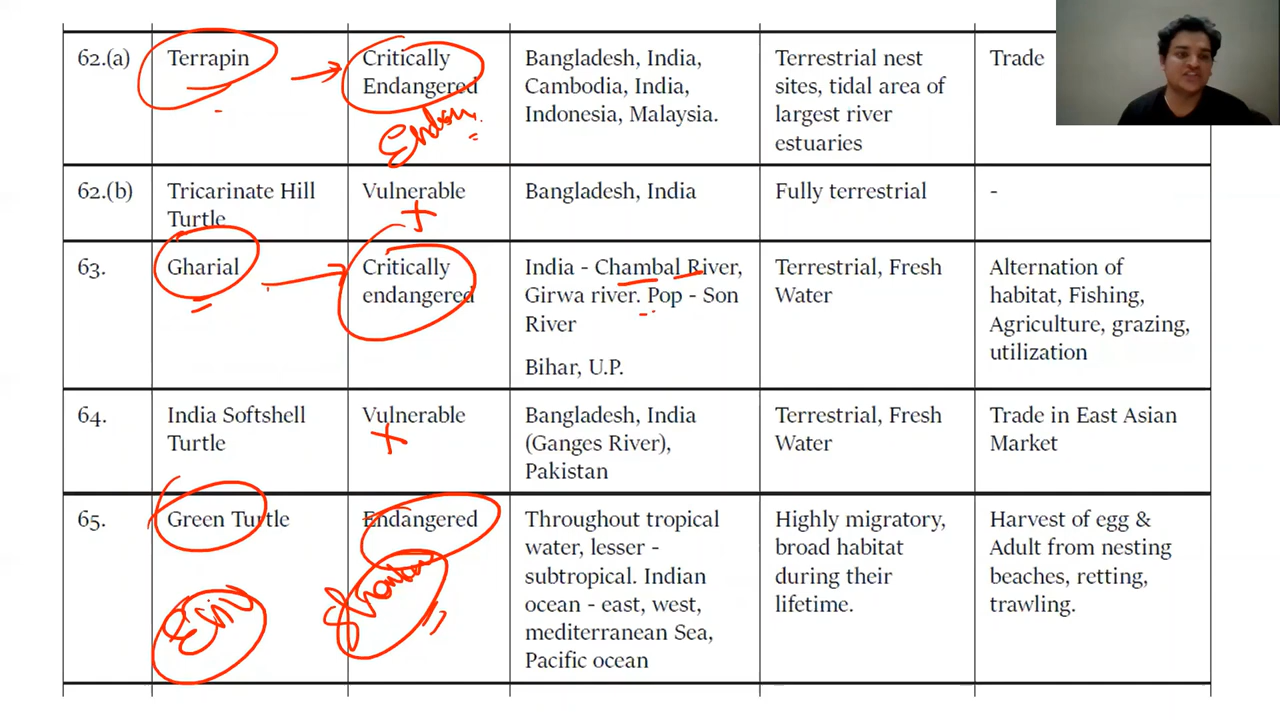 62.(a)
Terrapin
Critically
Endangered
Bangladesh, India,
Cambodia, India,
Indonesia, Malaysia.
Terrestrial nest
sites, tidal area of
largest river
estuaries
Trade
62.(b)
Tricarinate Hill
Turtle
Vulnerable
Bangladesh, India
Fully terrestrial
-
63.
Gharial
Critically
endangered
India - Chambal River,
Girwa river. Pop - Son
River
Bihar, U.P.
Terrestrial, Fresh
Water
Alternation of
habitat, Fishing,
Agriculture, grazing,
utilization
64.
India Softshell
Turtle
Vulnerable
Bangladesh, India
(Ganges River),
Pakistan
Terrestrial, Fresh
Water
Trade in East Asian
Market
65.
Green Turtle
Endangered
Throughout tropical
water, lesser -
subtropical. Indian
ocean - east, west,
mediterranean Sea,
Pacific ocean
Highly migratory,
broad habitat
during their
lifetime.
Harvest of egg &
Adult from nesting
beaches, retting,
trawling.